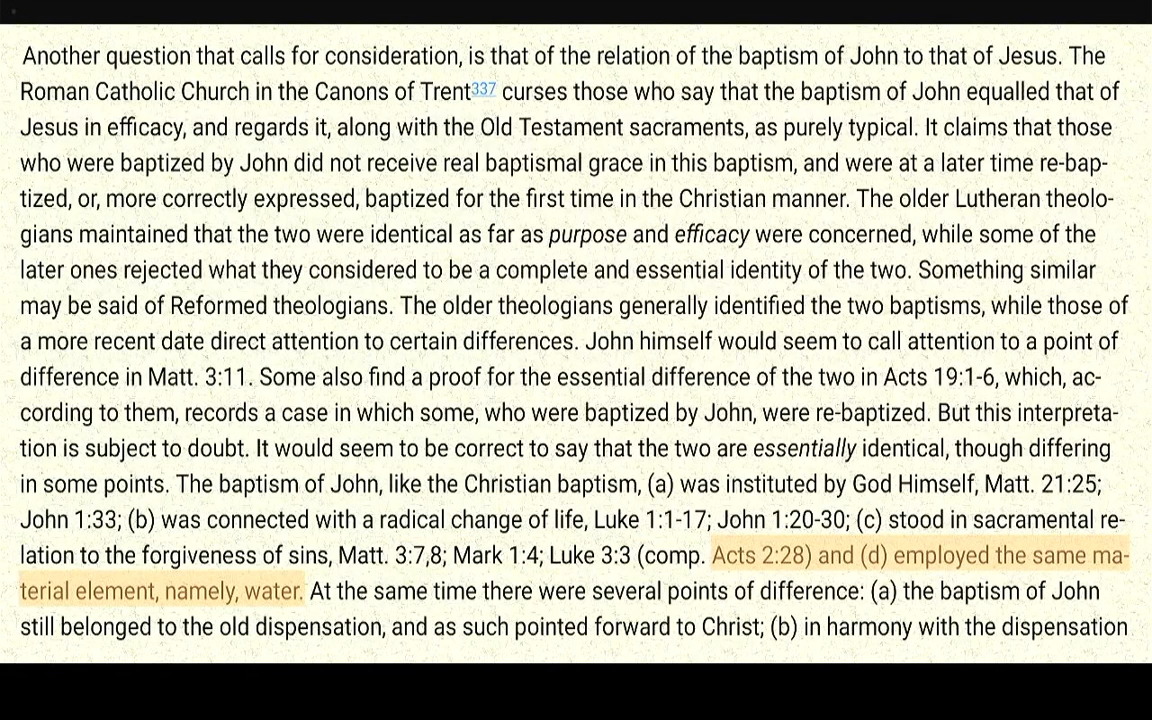 Another question that calls for consideration, is that of the relation of the baptism of John to that of Jesus. The
Roman Catholic Church in the Canons of Trent337 curses those who say that the baptism of John equalled that of
Jesus in efficacy, and regards it, along with the Old Testament sacraments, as purely typical. It claims that those
who were baptized by John did not receive real baptismal grace in this baptism, and were at a later time re-bap-
tized, or, more correctly expressed, baptized for the first time in the Christian manner. The older Lutheran theolo-
gians maintained that the two were identical as far as purpose and efficacy were concerned, while some of the
later ones rejected what they considered to be a complete and essential identity of the two. Something similar
may be said of Reformed theologians. The older theologians generally identified the two baptisms, while those of
a more recent date direct attention to certain differences. John himself would seem to call attention to a point of
difference in Matt. 3:11. Some also find a proof for the essential difference of the two in Acts 19:1-6, which, ac-
cording to them, records a case in which some, who were baptized by John, were re-baptized. But this interpreta-
tion is subject to doubt. It would seem to be correct to say that the two are essentially identical, though differing
in some points. The baptism of John, like the Christian baptism, (a) was instituted by God Himself, Matt. 21:25;
John 1:33; (b) was connected with a radical change of life, Luke 1:1-17; John 1:20-30; (c) stood in sacramental re-
lation to the forgiveness of sins, Matt. 3:7,8; Mark 1:4; Luke 3:3 (comp. Acts 2:28) and (d) employed the same ma-
terial element, namely, water. At the same time there were several points of difference: (a) the baptism of John
still belonged to the old dispensation, and as such pointed forward to Christ; (b) in harmony with the dispensation